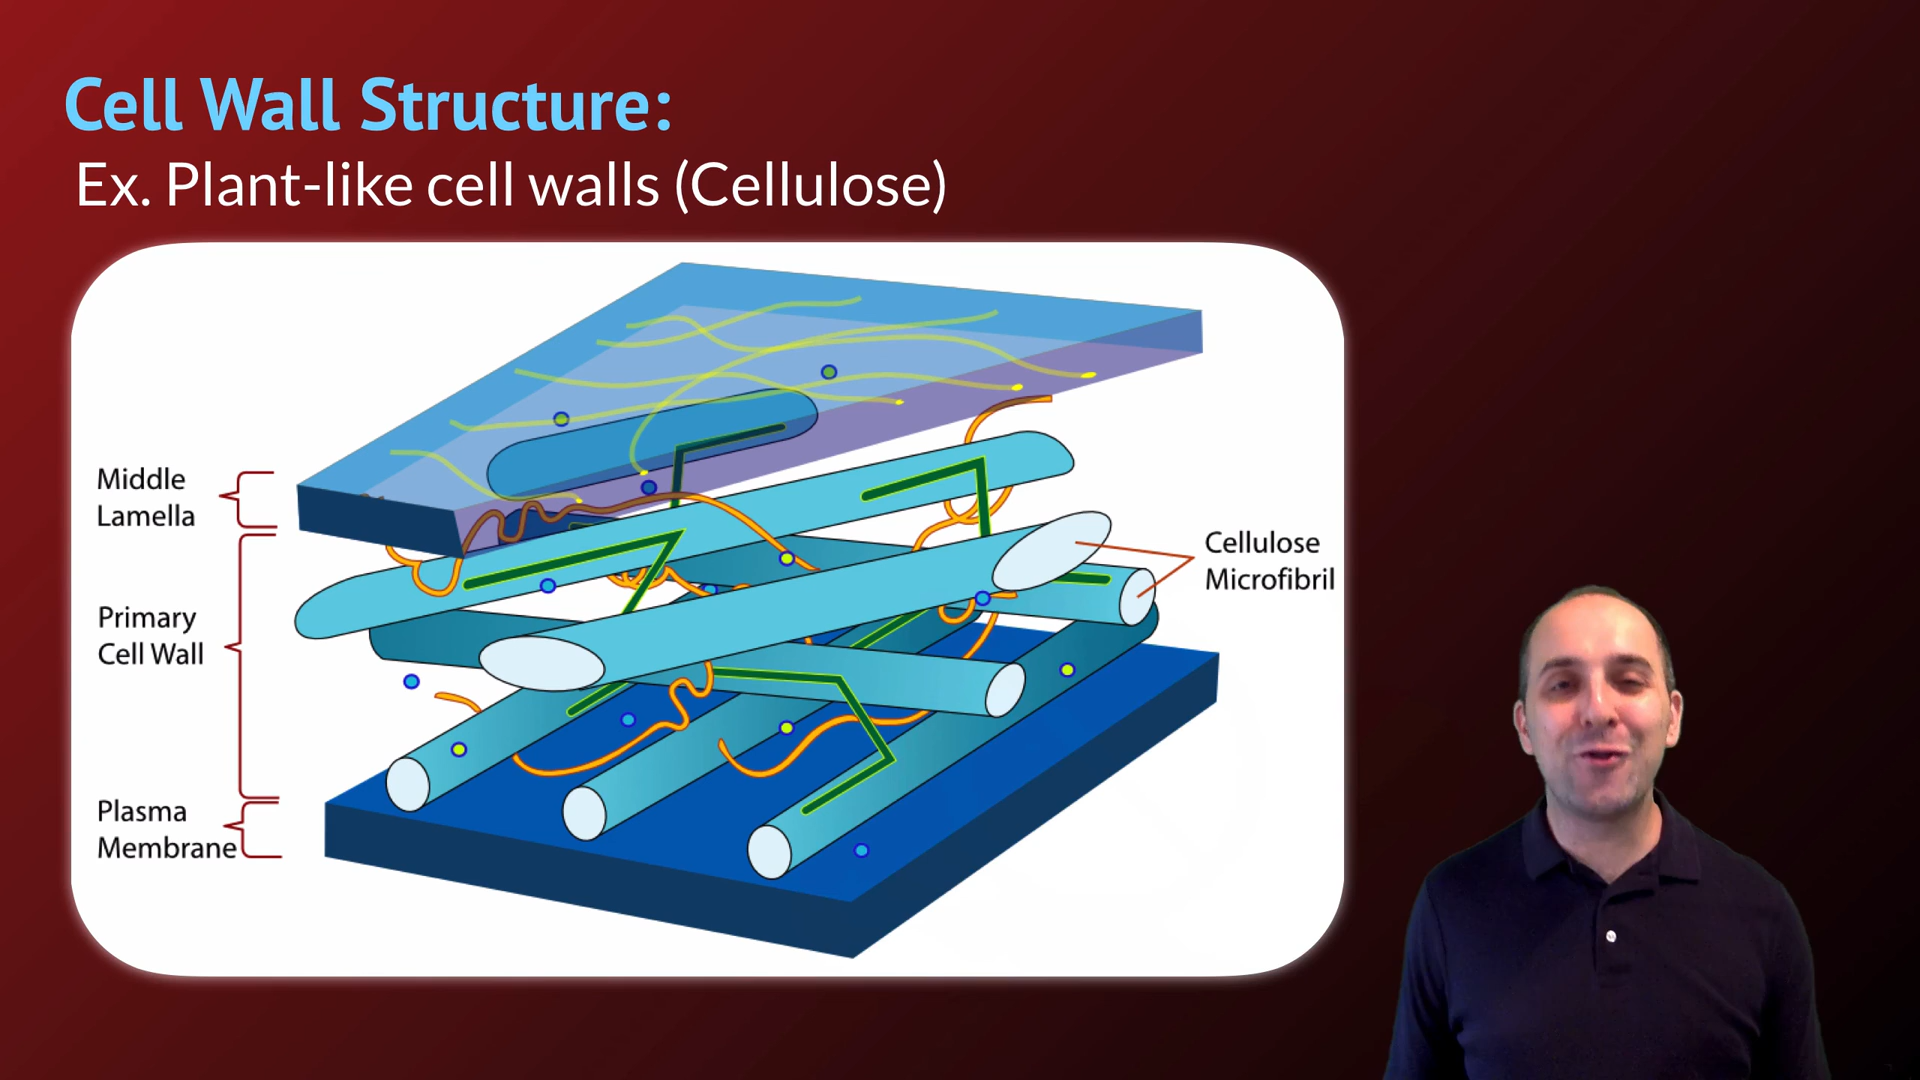 Cell Wall Structure:
Ex. Plant-like cell walls (Cellulose)
Middle
Lamella
Primary
Cell Wall
Plasma
Membrane
Cellulose
Microfibril